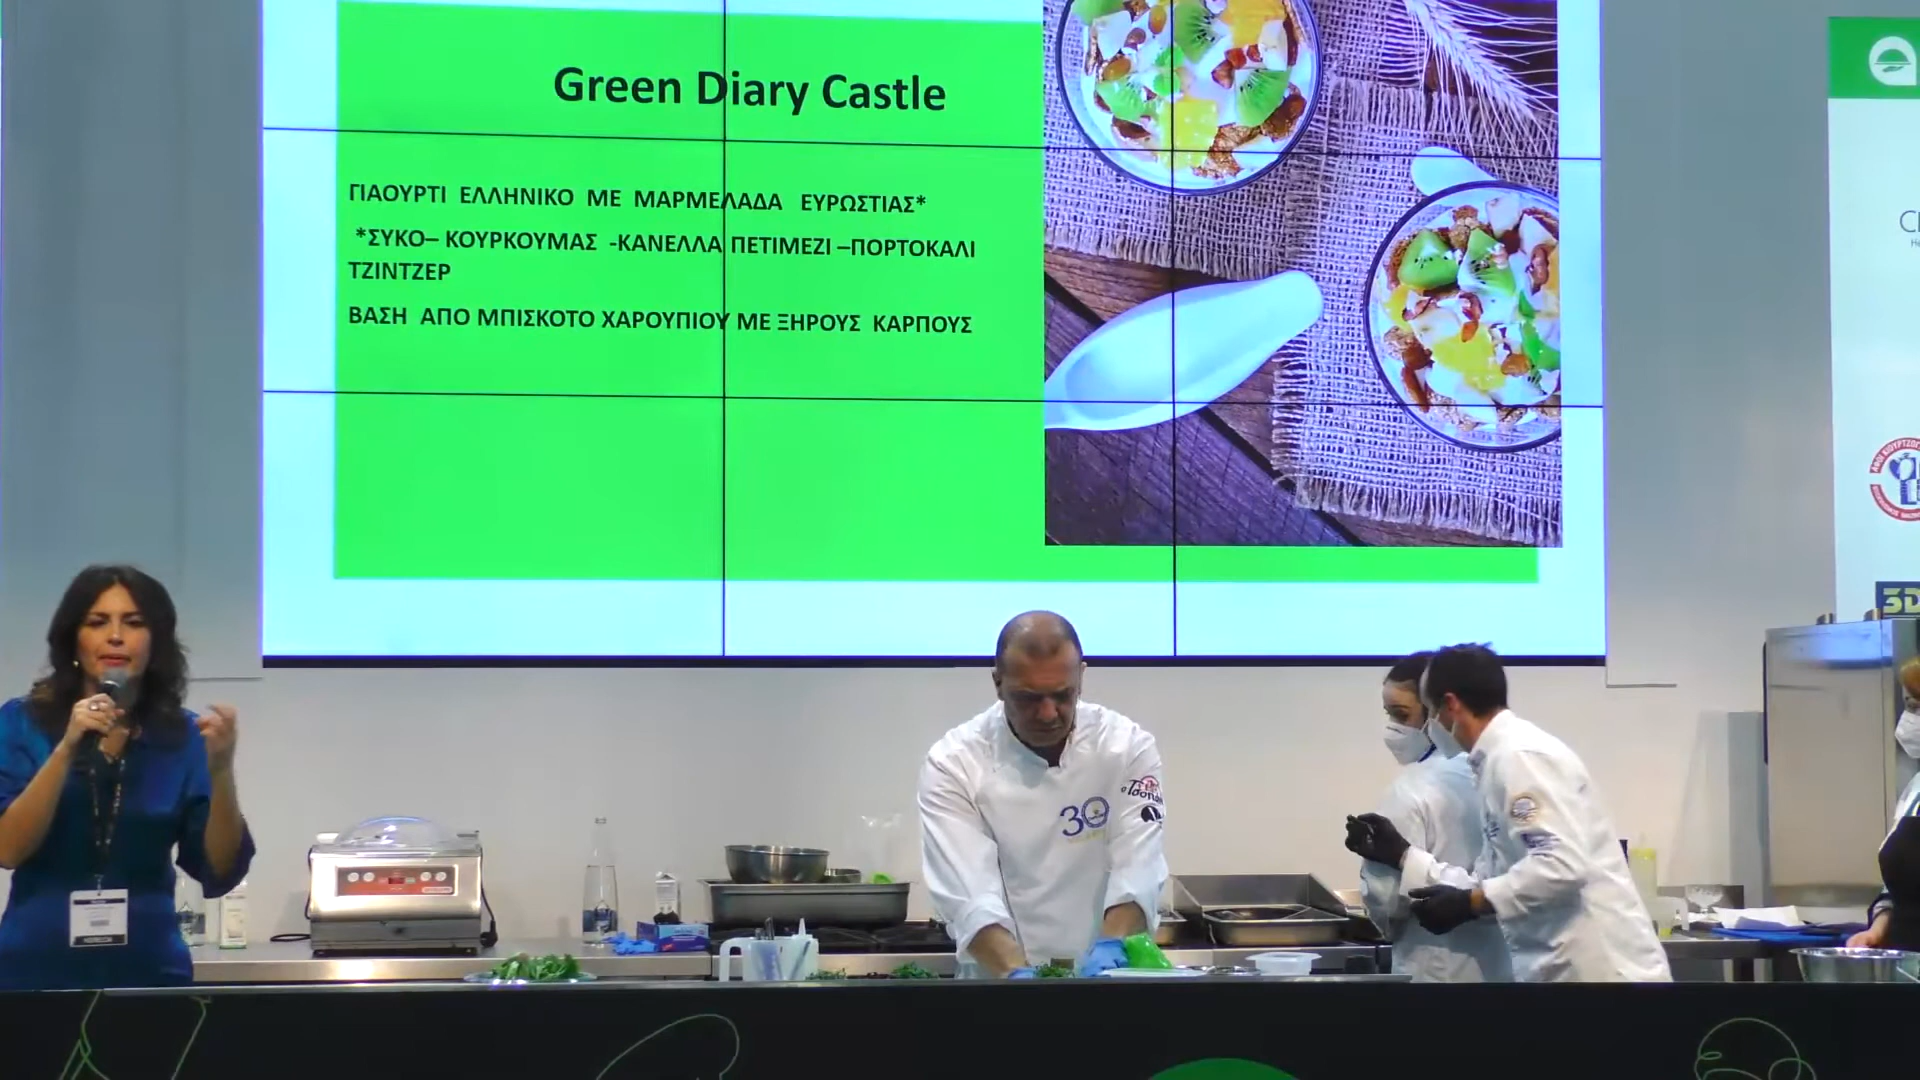 Green Diary Castle
ΓΙΑΟΥΡΤΙ ΕΛΛΗΝΙΚΟ ΜΕ ΜΑΡΜΕΛΑΔΑ ΕΥΡΩΣΤΙΑΣ*
*ΣΥΚΟ– ΚΟΥΡΚΟΥΜΑΣ -ΚΑΝΕΛΛΑ ΠΕΤΙΜΕΖΙ –ΠΟΡΤΟΚΑΛΙ
ΤΖΙΝΤΖΕΡ
ΒΑΣΗ ΑΠΟ ΜΠΙΣΚΟΤΟ ΧΑΡΟΥΠΙΟΥ ΜΕ ΞΗΡΟΥΣ ΚΑΡΠΟΥΣ
3D
30